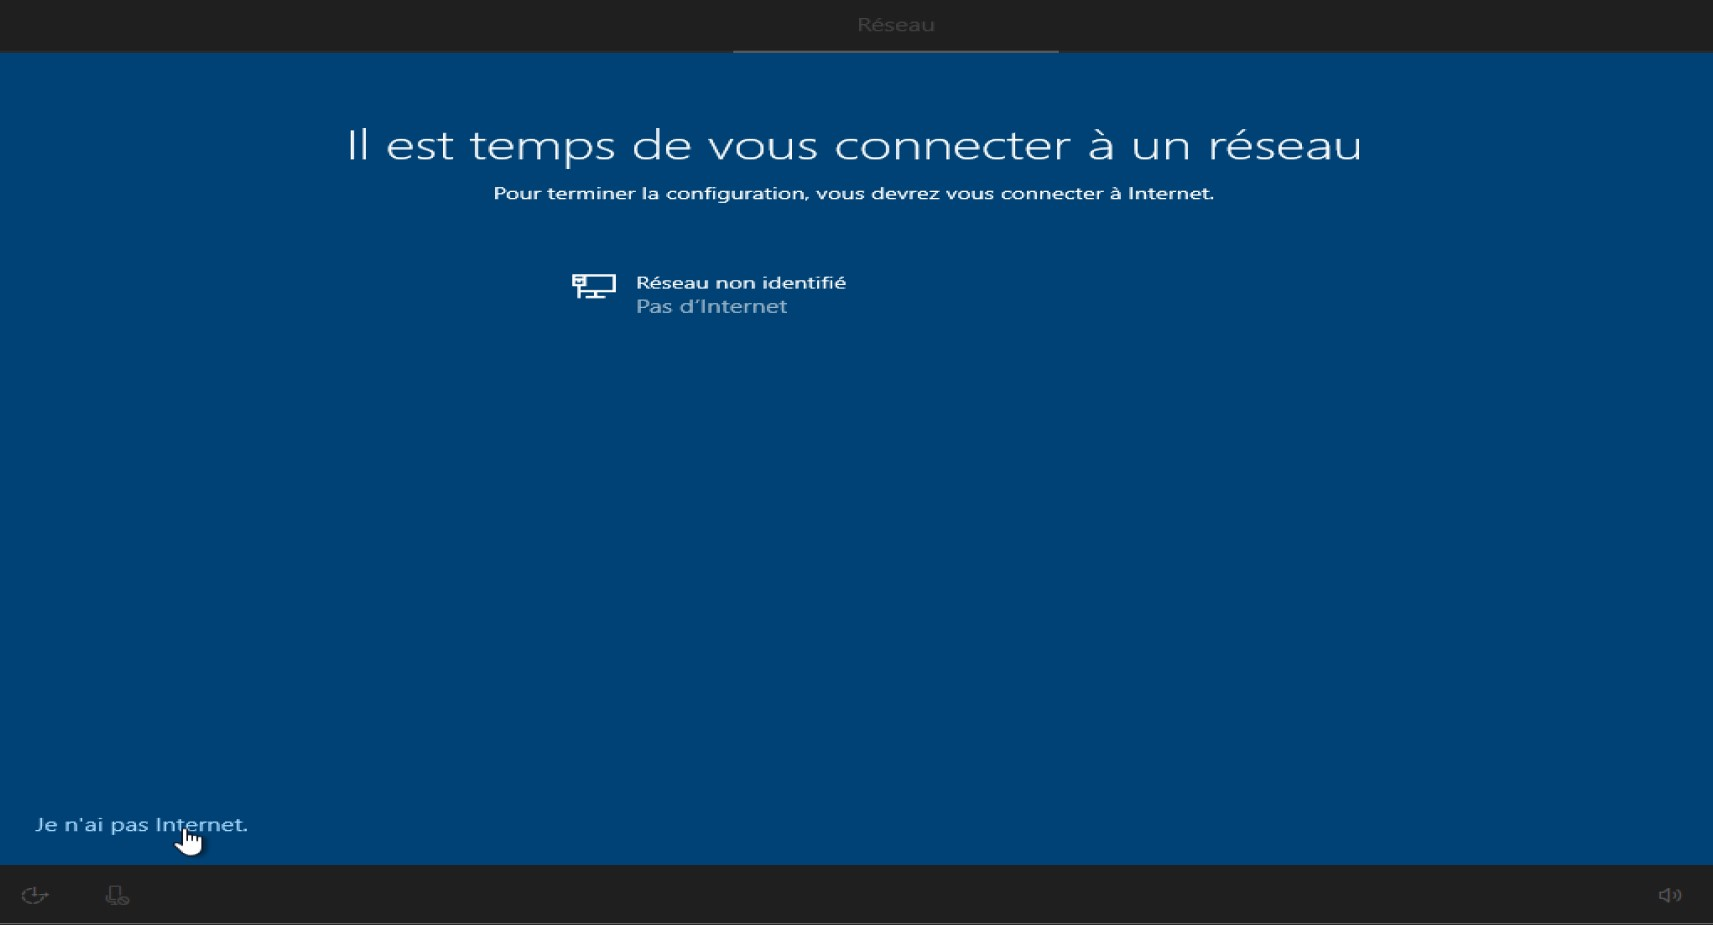 Réseau
Il est temps de vous connecter à un réseau
Pour terminer la configuration, vous devrez vous connecter à Internet.
Réseau non identifié
Pas d’Internet
Je n'ai pas Internet.